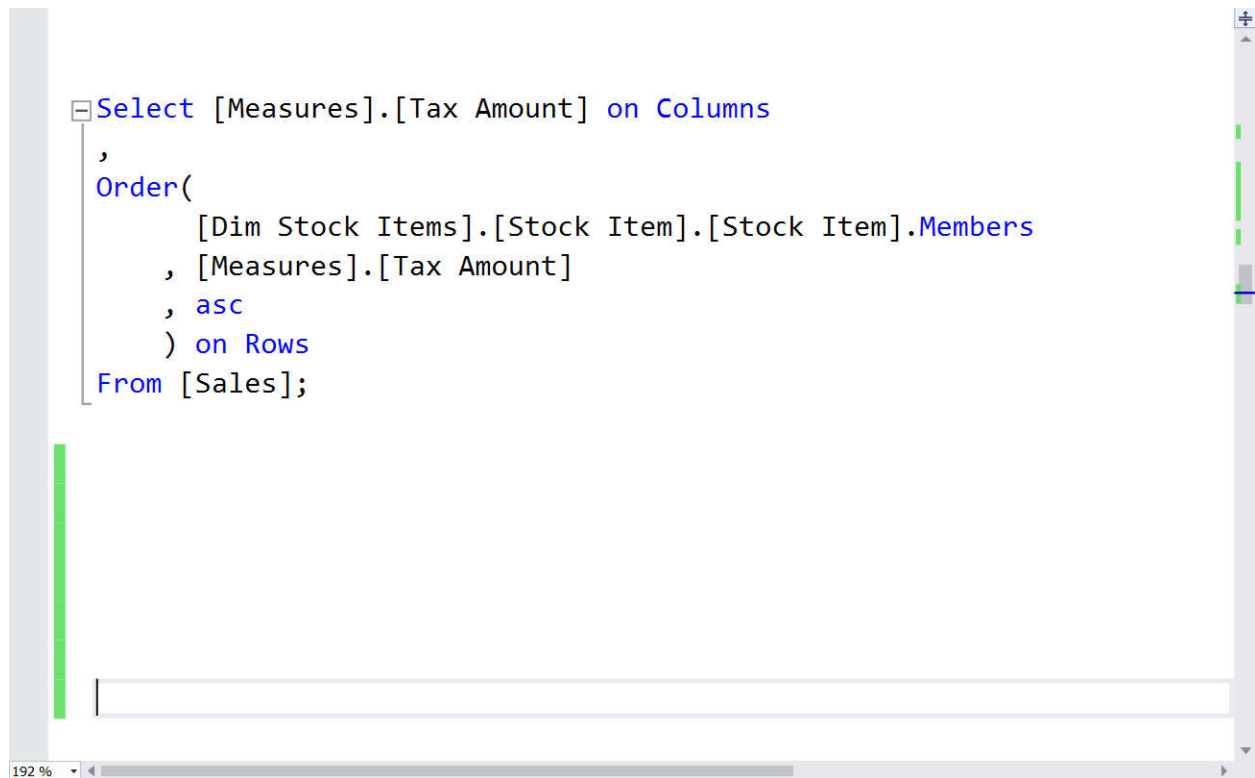 Select [Measures].[Tax Amount] on Columns
,
Order(
[Dim Stock Items].[Stock Item].[Stock Item].Members
, [Measures].[Tax Amount]
, asc
) on Rows
From [Sales];
192 %